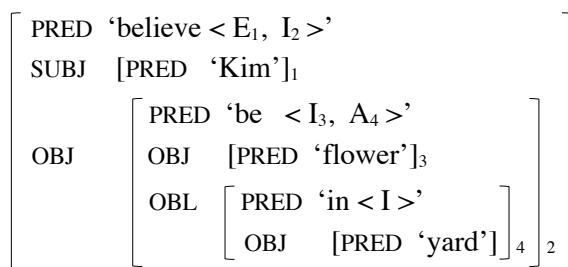 PRED ‘believe < E₁, I₂ >’
SUBJ [PRED ‘Kim’]₁
PRED ‘be < I₃, A₄ >’
OBJ OBJ [PRED ‘flower’]₃
OBL PRED ‘in < I >’
OBJ [PRED ‘yard’] ₄ ₂